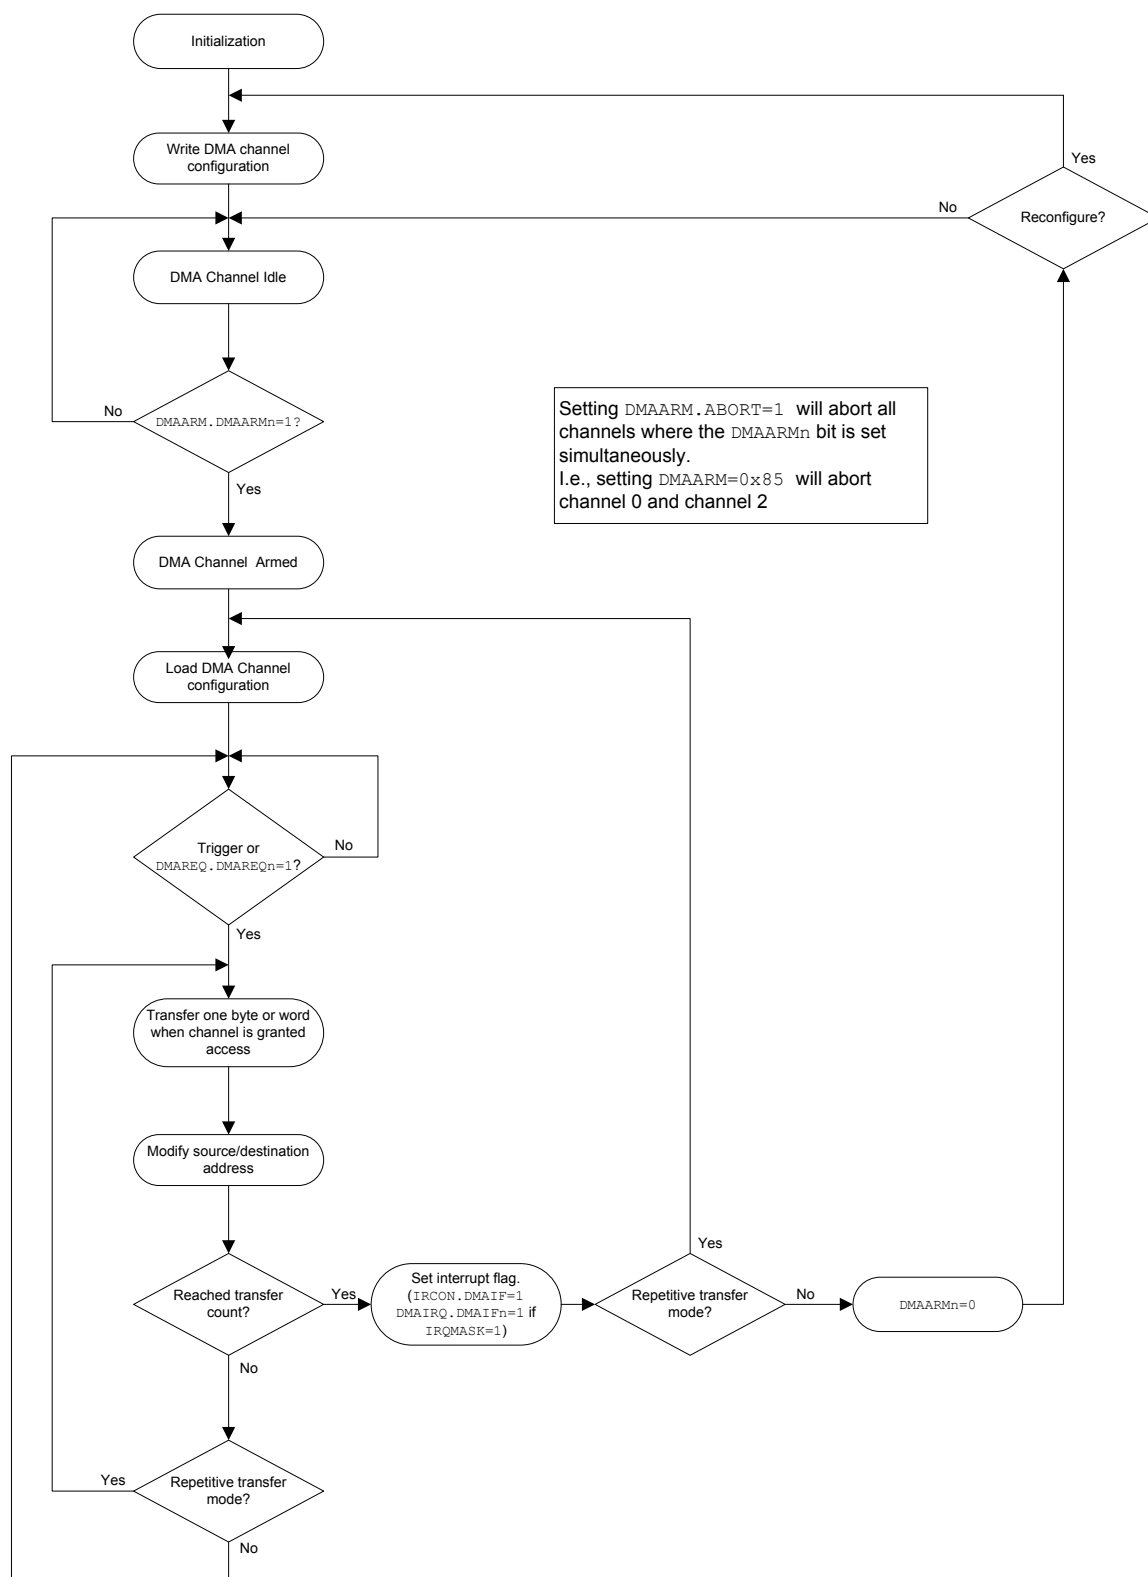 Initialization
Write DMA channel
configuration
Yes
No
Reconfigure?
DMA Channel Idle
No
DMAARM.DMAARMn=1?
Yes
Setting DMAARM.ABORT=1 will abort all
channels where the DMAARMn bit is set
simultaneously.
I.e., setting DMAARM=0x85 will abort
channel 0 and channel 2
DMA Channel Armed
Load DMA Channel
configuration
Trigger or
DMAREQ.DMAREQn=1?
No
Yes
Transfer one byte or word
when channel is granted
access
Modify source/destination
address
Reached transfer
count?
Yes
No
Set interrupt flag.
(IRCON.DMAIF=1
DMAIRQ.DMAIFn=1 if
IRQMASK=1)
Yes
Repetitive transfer
mode?
No
DMAARMn=0
Yes
Repetitive transfer
mode?
No